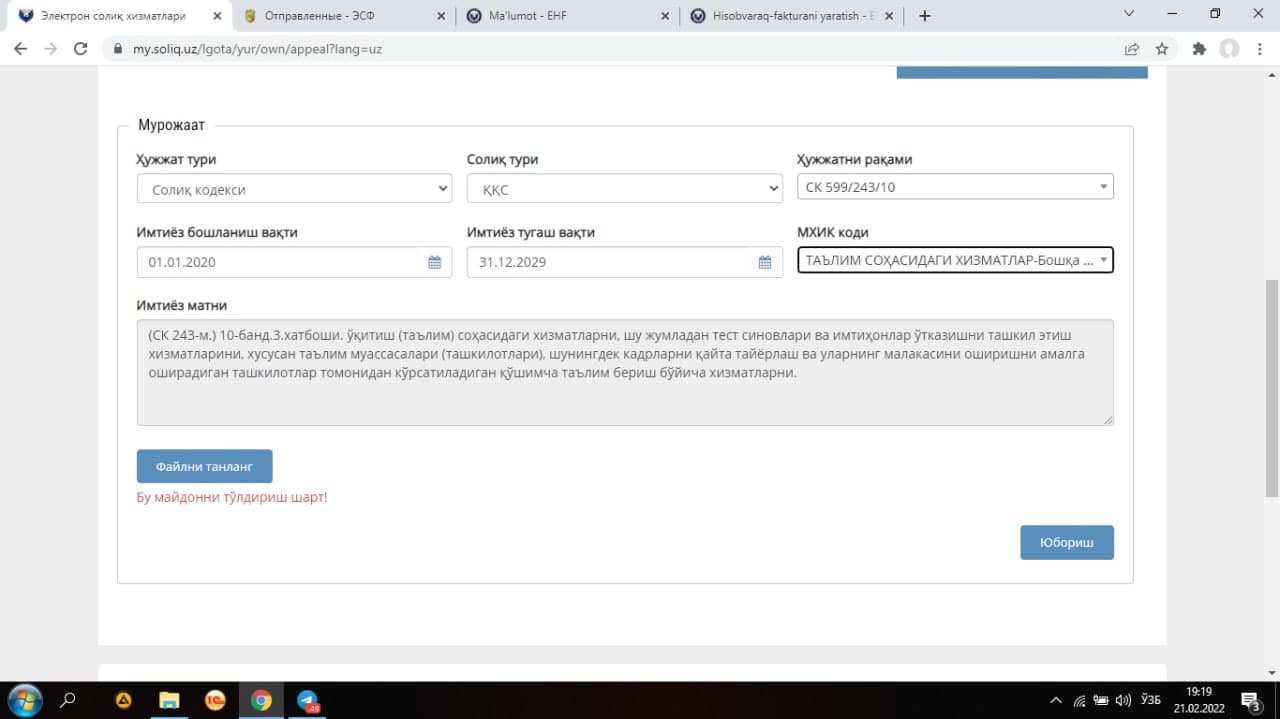 Электрон солиқ хизматлари
Отправленные - ЭСФ
Ma'lumot - EHF
Hisobvaraq-fakturani yaratish - E
my.soliq.uz/lgota/yur/own/appeal?lang=uz
Мурожаат
Ҳужжат тури
Солиқ тури
Ҳужжатни рақами
Солиқ кодекси
ҚҚС
СК 599/243/10
Имтиёз бошланиш вақти
Имтиёз тугаш вақти
МХИК коди
01.01.2020
31.12.2029
ТАЪЛИМ СОҲАСИДАГИ ХИЗМАТЛАР-Бошқа ...
Имтиёз матни
(СК 243-м.) 10-банд.3.хатбоши. ўқитиш (таълим) соҳасидаги хизматларни, шу жумладан тест синовлари ва имтиҳонлар ўтказишни ташкил этиш
хизматларини, хусусан таълим муассасалари (ташкилотлари), шунингдек кадрларни қайта тайёрлаш ва уларнинг малакасини оширишни амалга
оширадиган ташкилотлар томонидан кўрсатиладиган қўшимча таълим бериш бўйича хизматларни.
Файлни танланг
Бу майдонни тўлдириш шарт!
Юбориш
49
ЎЗБ
19:19
21.02.2022
3